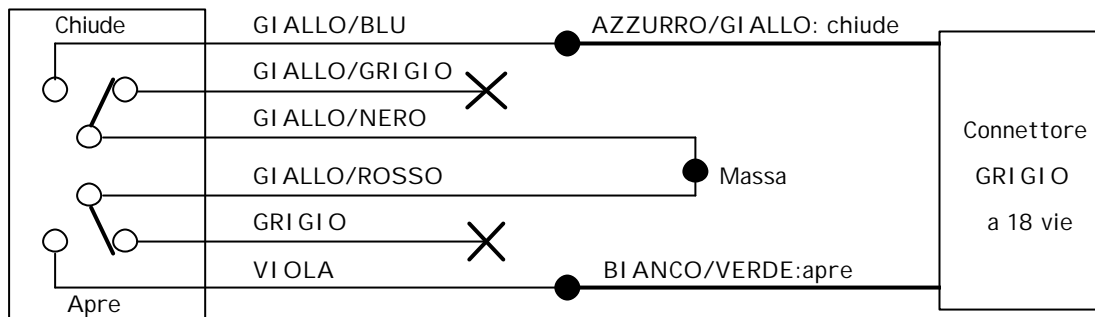 Chiude
GIALLO/BLU
AZZURRO/GIALLO: chiude
GIALLO/GRIGIO
GIALLO/NERO
Connettore
GRIGIO
a 18 vie
GIALLO/ROSSO
Massa
GRIGIO
VIOLA
BIANCO/VERDE:apre
Apre